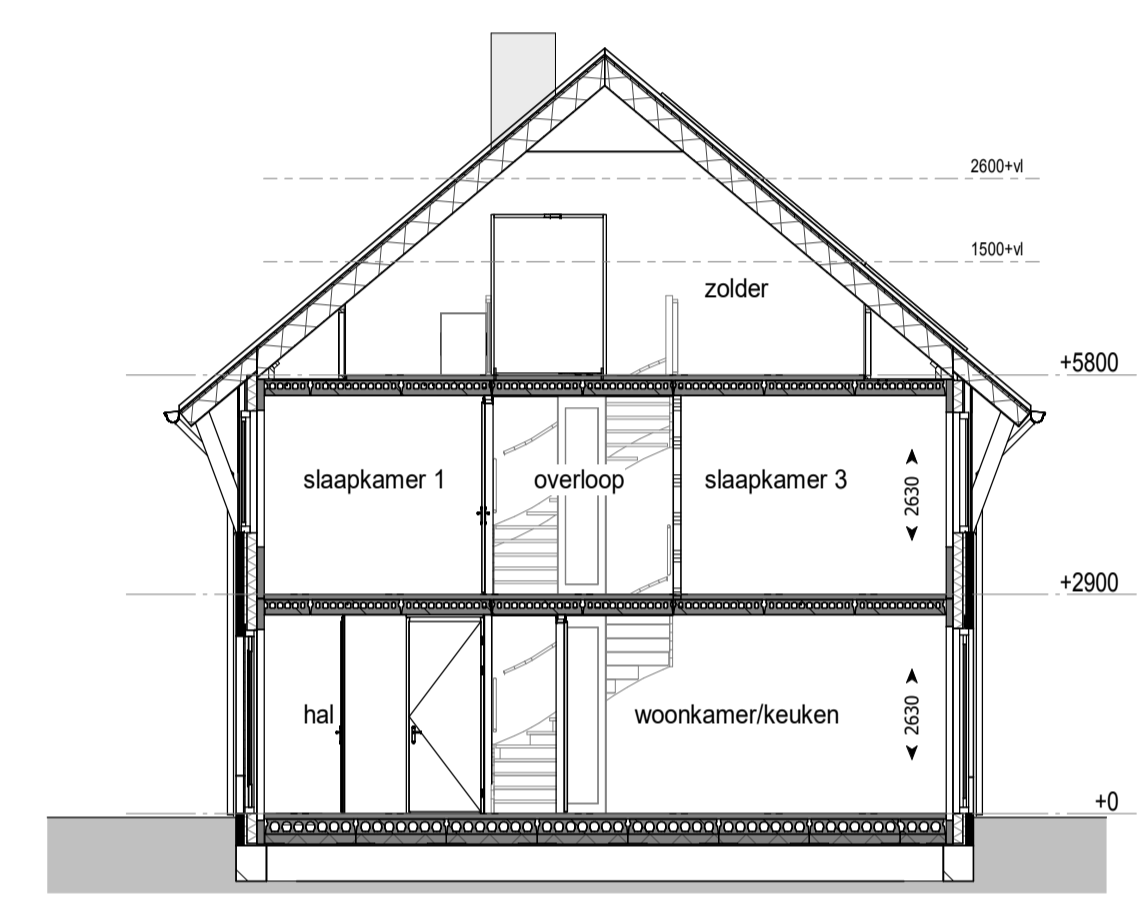 2600+vl
1500+vl
zolder
+5800
slaapkamer 1
overloop
slaapkamer 3
2630
+2900
hal
woonkamer/keuken
2630
+0